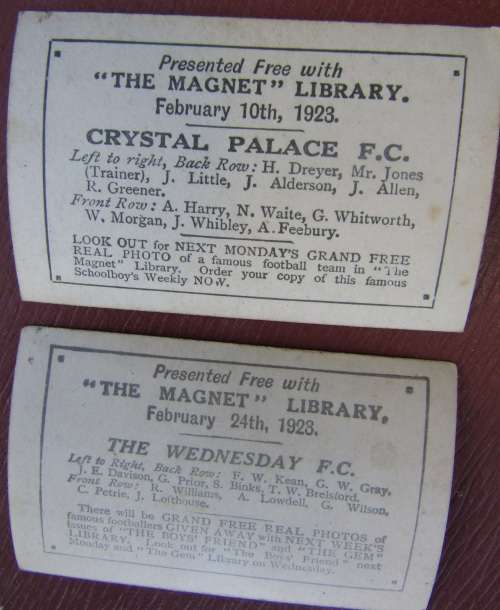 Presented Free with
"THE MAGNET" LIBRARY.
February 10th, 1923.
CRYSTAL PALACE F.C.
Left to right, Back Row: H. Dreyer, Mr. Jones
(Trainer), J. Little, J. Alderson, J. Allen,
R. Greener.
Front Row: A. Harry, N. Waite, G. Whitworth,
W. Morgan, J. Whibley, A. Feebury.
LOOK OUT for NEXT MONDAY'S GRAND FREE
REAL PHOTO of a famous football team in "The
Magnet" Library. Order your copy of this famous
Schoolboy's Weekly NOW.
Presented Free with
"THE MAGNET" LIBRARY,
February 24th, 1923.
THE WEDNESDAY F.C.
Left to Right, Back Row: F. W. Kean, G. W. Gray,
J. E. Davison, G. Prior, S. Binks, T. W. Brelsford.
Front Row: R. Williams, A. Lowdell, G. Wilson,
C. Petrie, J. Lofthouse.
There will be GRAND FREE REAL PHOTOS of
famous footballers GIVEN AWAY with NEXT WEEK'S
issues of "THE BOYS' FRIEND" and "THE GEM"
LIBRARY. Look out for "The Boys' Friend" next
Monday and "The Gem" Library on Wednesday.